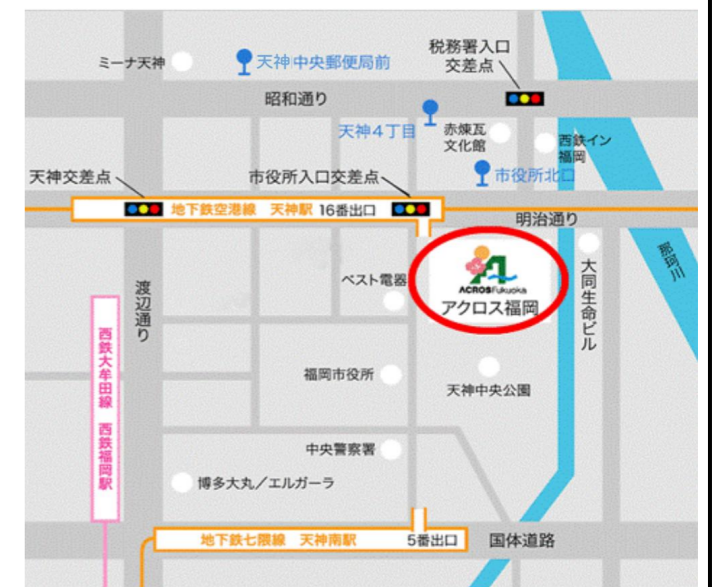 ミーナ天神
天神中央郵便局前
税務署入口
交差点
昭和通り
天神4丁目
赤煉瓦
文化館
西鉄イン
福岡
市役所北口
天神交差点
市役所入口交差点
地下鉄空港線 天神駅 16番出口
明治通り
那珂川
ACROS Fukuoka
アクロス福岡
大同生命ビル
渡辺通り
ベスト電器
西鉄大牟田線 西鉄福岡駅
福岡市役所
天神中央公園
中央警察署
博多大丸/エルガーラ
地下鉄七隈線 天神南駅 5番出口
国体道路